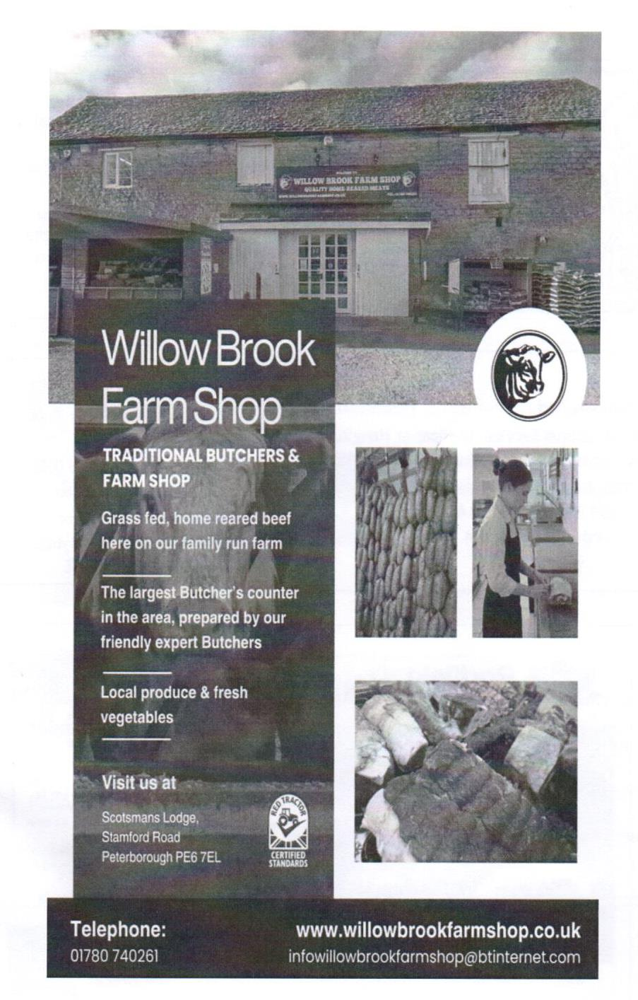 WILLOW BROOK FARM SHOP
QUALITY HOME REARED MEATS
Willow Brook
Farm Shop
TRADITIONAL BUTCHERS &
FARM SHOP
Grass fed, home reared beef
here on our family run farm
The largest Butcher's counter
in the area, prepared by our
friendly expert Butchers
Local produce & fresh
vegetables
Visit us at
Scotsmans Lodge,
Stamford Road
Peterborough PE6 7EL
RED TRACTOR
CERTIFIED
STANDARDS
Telephone:
01780 740261
www.willowbrookfarmshop.co.uk
infowillowbrookfarmshop@btinternet.com